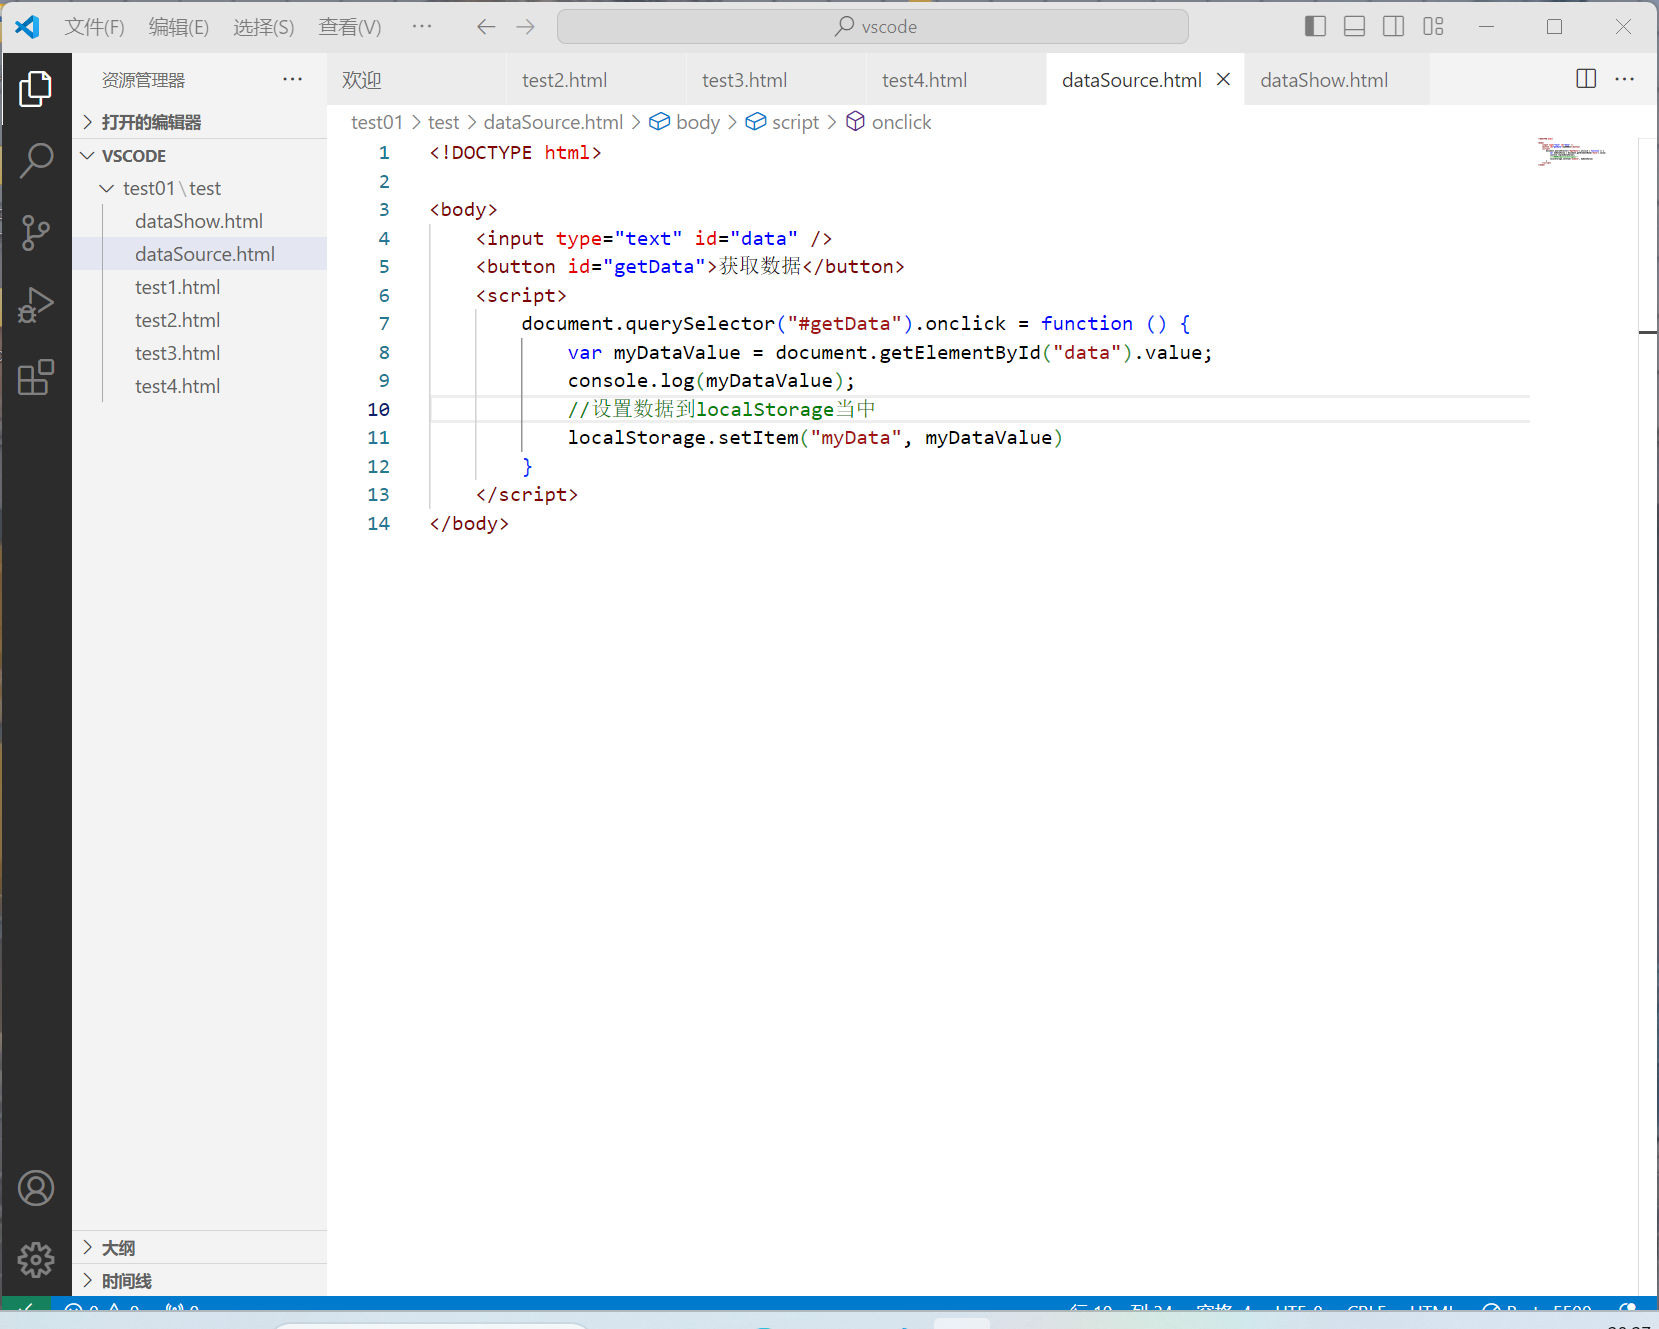 文件(F) 编辑(E) 选择(S) 查看(V) ··· vscode
资源管理器 ···
欢迎 test2.html test3.html test4.html dataSource.html dataShow.html ···
打开的编辑器
VSCODE
test01\test
dataShow.html
dataSource.html
test1.html
test2.html
test3.html
test4.html
test01 > test > dataSource.html > body > script > onclick
1 <!DOCTYPE html>
2
3 <body>
4 <input type="text" id="data" />
5 <button id="getData">获取数据</button>
6 <script>
7 document.querySelector("#getData").onclick = function () {
8 var myDataValue = document.getElementById("data").value;
9 console.log(myDataValue);
10 //设置数据到localStorage当中
11 localStorage.setItem("myData", myDataValue)
12 }
13 </script>
14 </body>
大纲
时间线